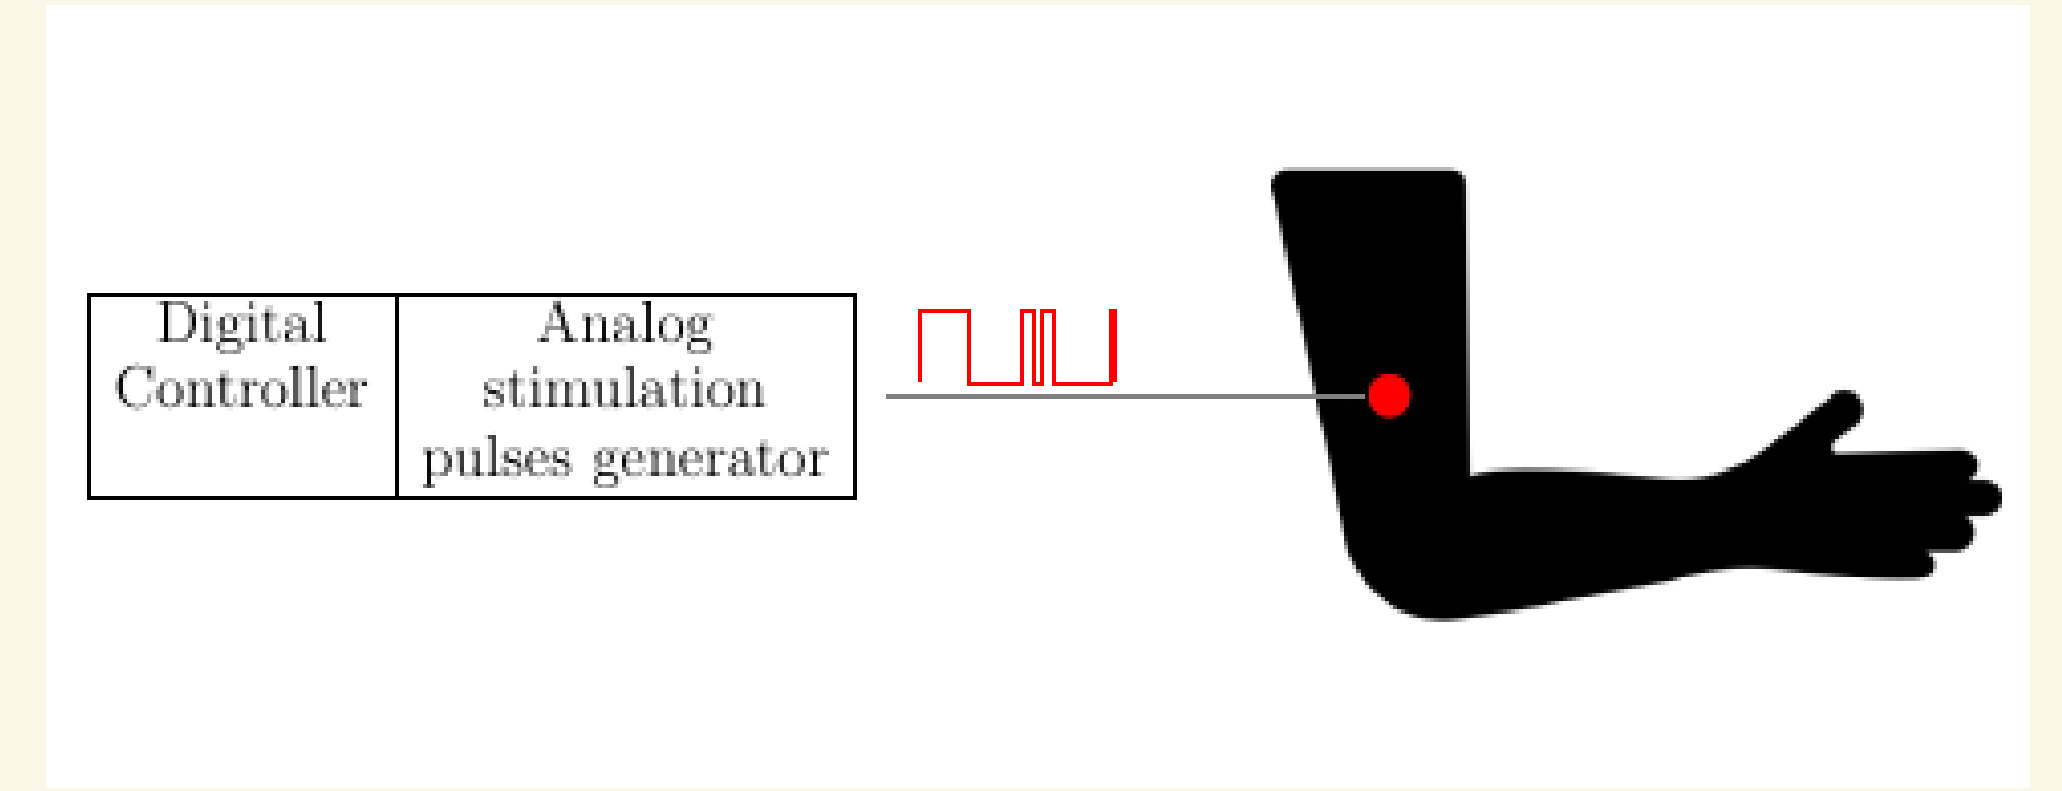 Digital
Controller
Analog
stimulation
pulses generator